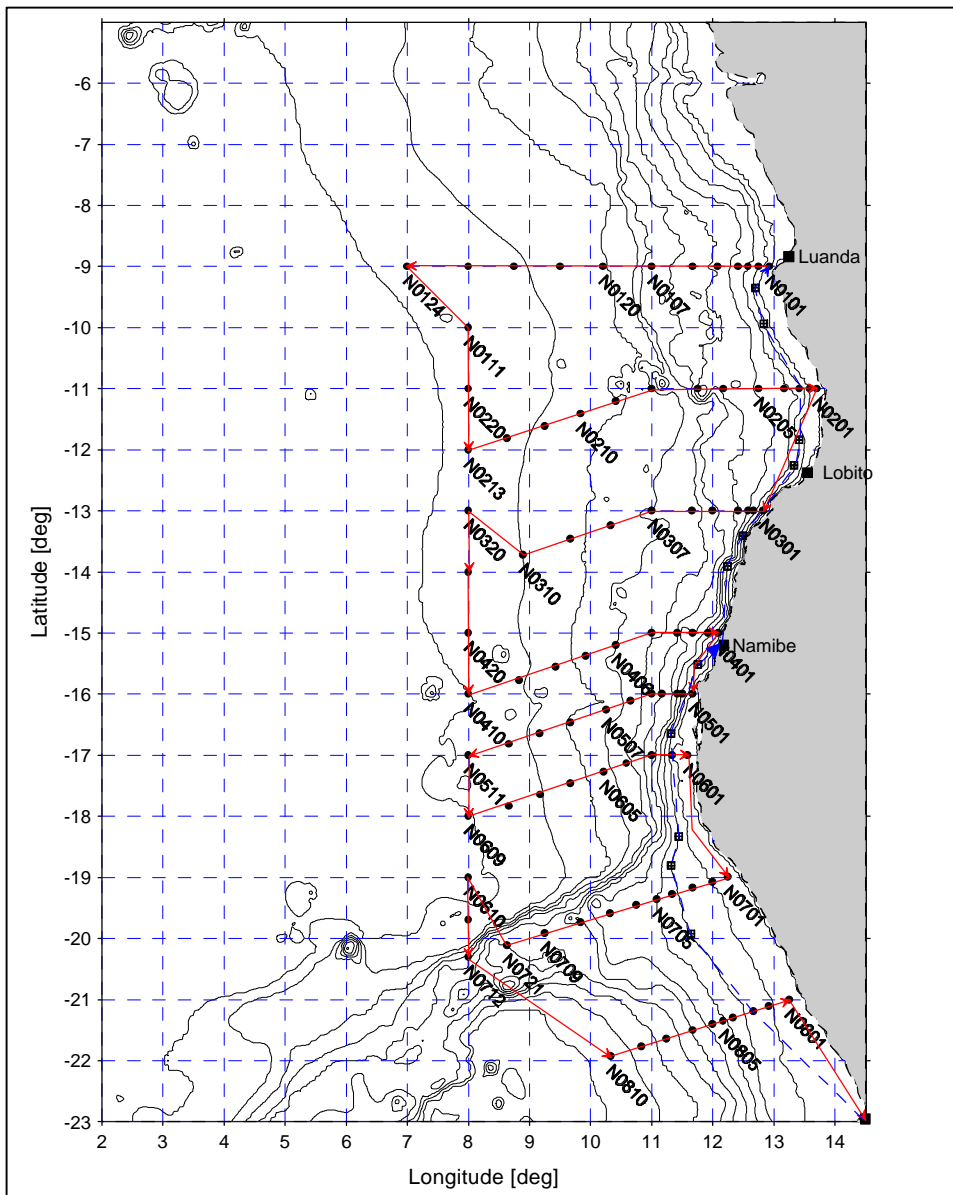 -6
-7
-8
Luanda
-9
N0124
N0120
N0107
N0101
-10
N0111
-11
N0220
N0210
N0205
N0201
-12
N0213
Lobito
-13
N0320
N0310
N0307
N0301
-14
-15
N0420
N0406
N0401
Namibe
-16
N0410
N0507
N0501
-17
N0511
N0605
N0601
-18
N0609
-19
N0610
N0705
N0701
-20
N0712
N0721
N0709
-21
N0801
N0805
-22
N0810
-23
2 3 4 5 6 7 8 9 10 11 12 13 14
Longitude [deg]
Latitude [deg]